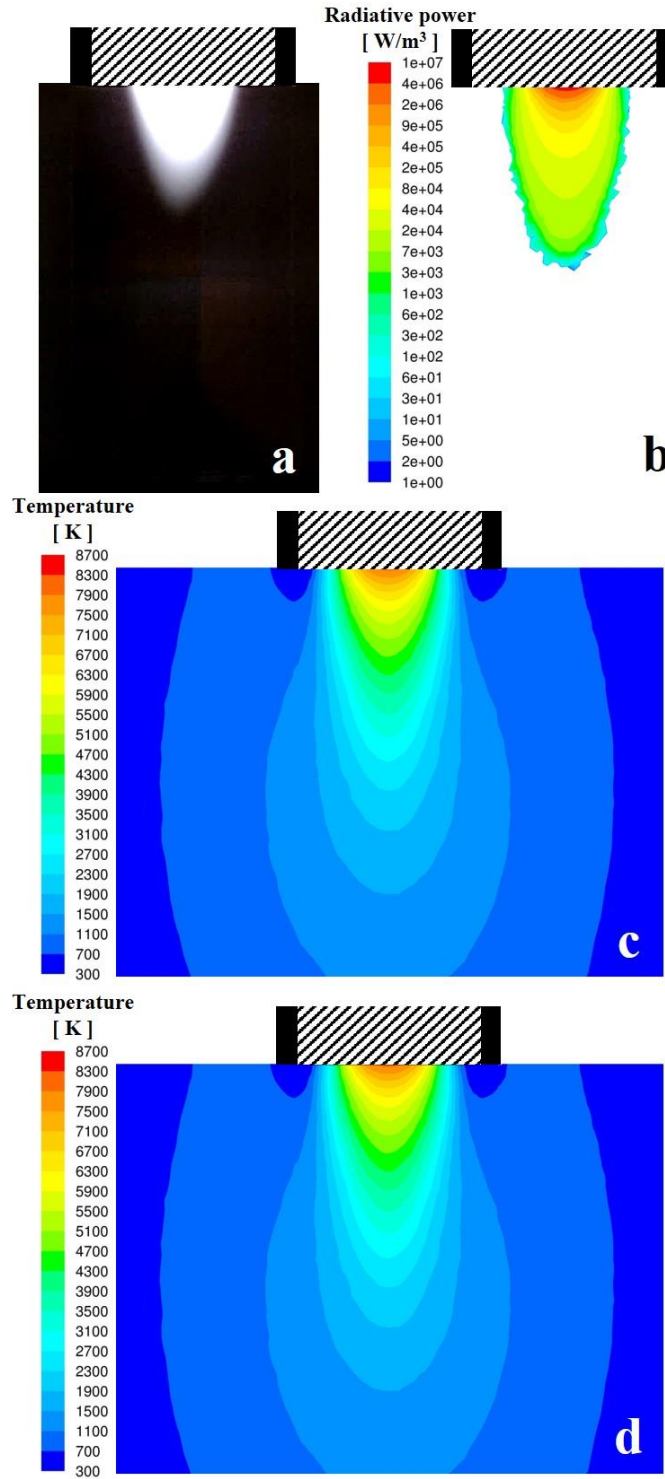 Radiative power
[ W/m³ ]
1e+07
4e+06
2e+06
9e+05
4e+05
2e+05
8e+04
4e+04
2e+04
7e+03
3e+03
1e+03
6e+02
3e+02
1e+02
6e+01
3e+01
1e+01
5e+00
2e+00
1e+00
a
b
Temperature
[ K ]
8700
8300
7900
7500
7100
6700
6300
5900
5500
5100
4700
4300
3900
3500
3100
2700
2300
1900
1500
1100
700
300
c
Temperature
[ K ]
8700
8300
7900
7500
7100
6700
6300
5900
5500
5100
4700
4300
3900
3500
3100
2700
2300
1900
1500
1100
700
300
d